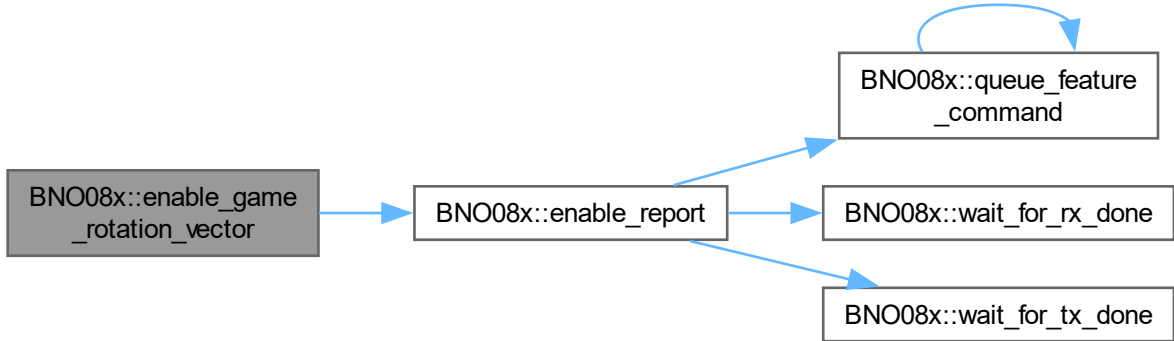 BNO08x::enable_game
_rotation_vector
BNO08x::enable_report
BNO08x::queue_feature
_command
BNO08x::wait_for_rx_done
BNO08x::wait_for_tx_done